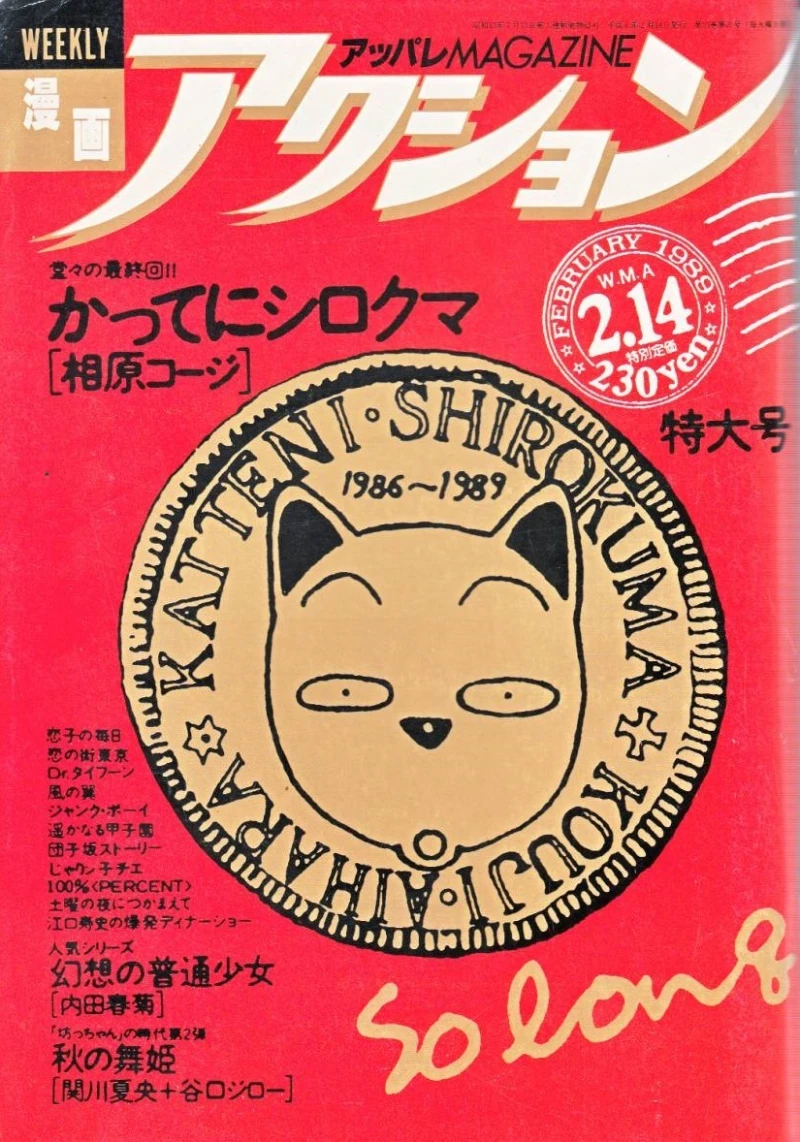 WEEKLY
漫画
アッパレMAGAZINE
アクション
堂々の最終回!!
かってにシロクマ
[相原コージ]
FEBRUARY 1989
W.M.A
2.14
特別定価
230yen
特大号
KATTENI・SHIROKUMA
1986〜1989
KOUJI・AIHARA
恋子の毎日
恋の街東京
Dr.タイフーン
風の翼
ジャンク・ボーイ
遥かなる甲子園
団子坂ストーリー
じゃりン子チエ
100%<PERCENT>
土曜の夜につかまえて
江口寿史の爆発ディナーショー
人気シリーズ
幻想の普通少女
[内田春菊]
「坊っちゃん」の時代第2弾
秋の舞姫
[関川夏央+谷口ジロー]
So long